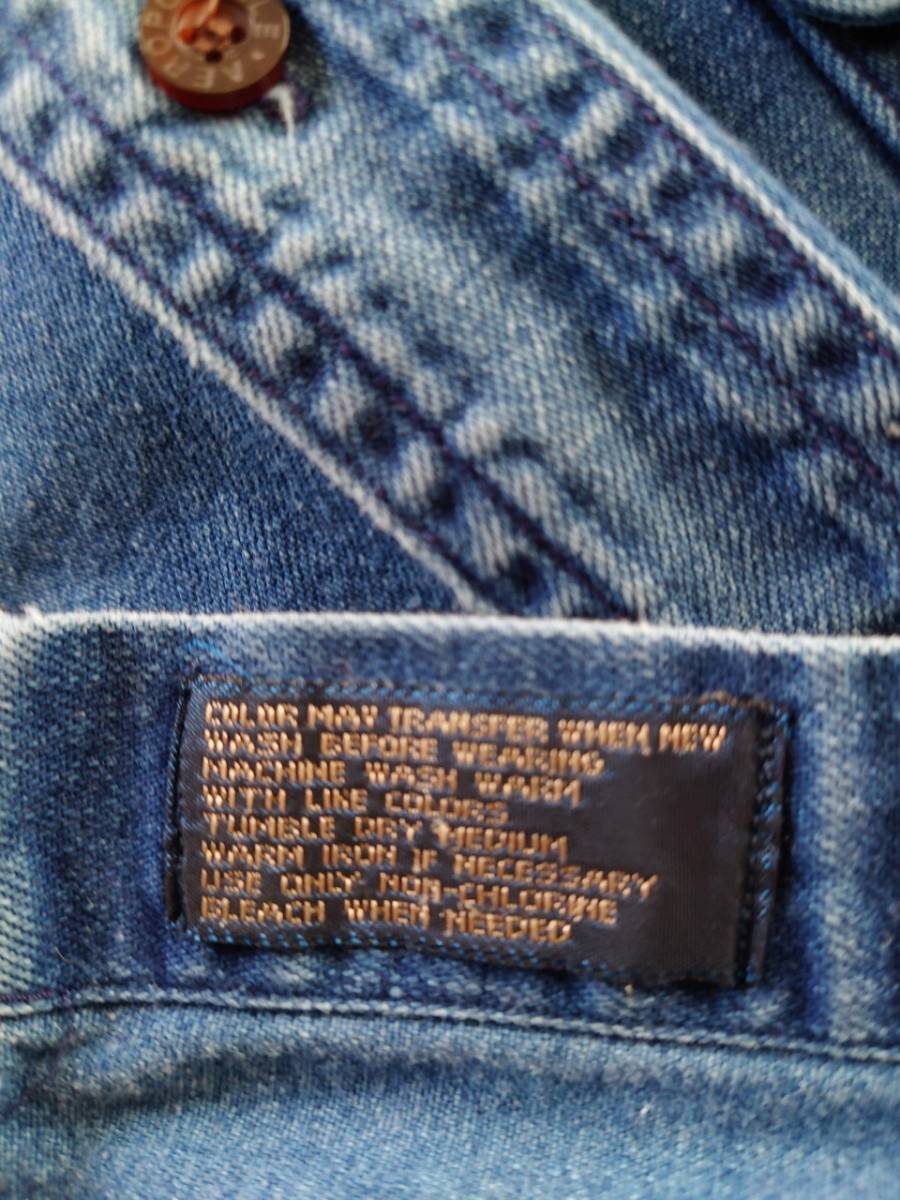 AEROPOSTALE
COLOR MAY TRANSFER WHEN NEW
WASH BEFORE WEARING
MACHINE WASH WARM
WITH LIKE COLORS
TUMBLE DRY MEDIUM
WARM IRON IF NECESSARY
USE ONLY NON-CHLORINE
BLEACH WHEN NEEDED